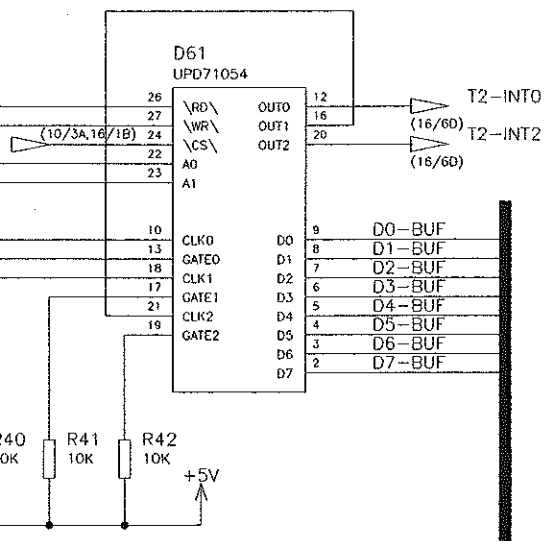 D61
UPD71054
26 \RD\ OUT0 12 T2-INT0
27 \WR\ OUT1 16 (16/6D)
(10/3A,16/1B) 24 \CS\ OUT2 20 T2-INT2
22 A0 (16/6D)
23 A1
10 CLK0 D0 9 D0-BUF
13 GATE0 D1 8 D1-BUF
18 CLK1 D2 7 D2-BUF
17 GATE1 D3 6 D3-BUF
21 CLK2 D4 5 D4-BUF
19 GATE2 D5 4 D5-BUF
D6 3 D6-BUF
D7 2 D7-BUF
R41 R42
10K 10K
+5V